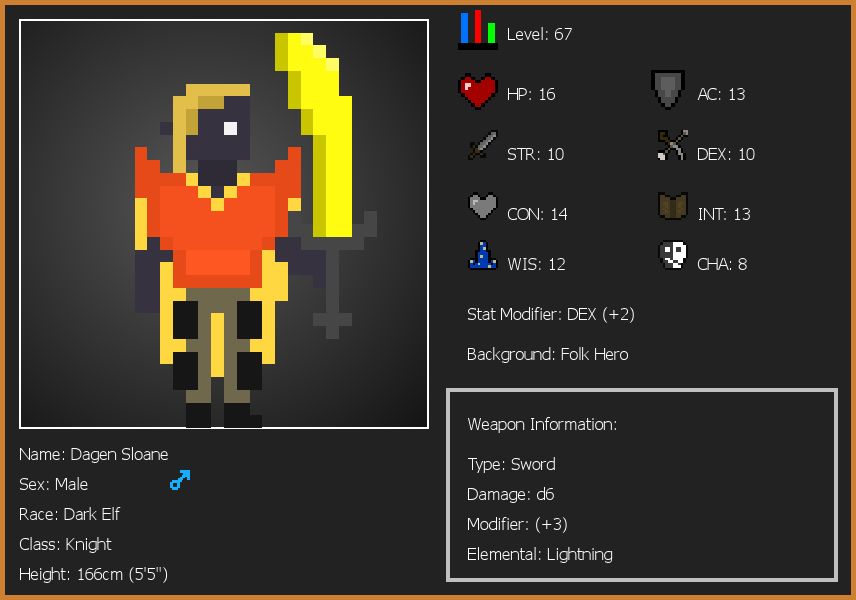 Level: 67
HP: 16
AC: 13
STR: 10
DEX: 10
CON: 14
INT: 13
WIS: 12
CHA: 8
Stat Modifier: DEX (+2)
Background: Folk Hero
Weapon Information:
Type: Sword
Damage: d6
Modifier: (+3)
Elemental: Lightning
Name: Dagen Sloane
Sex: Male
Race: Dark Elf
Class: Knight
Height: 166cm (5'5")